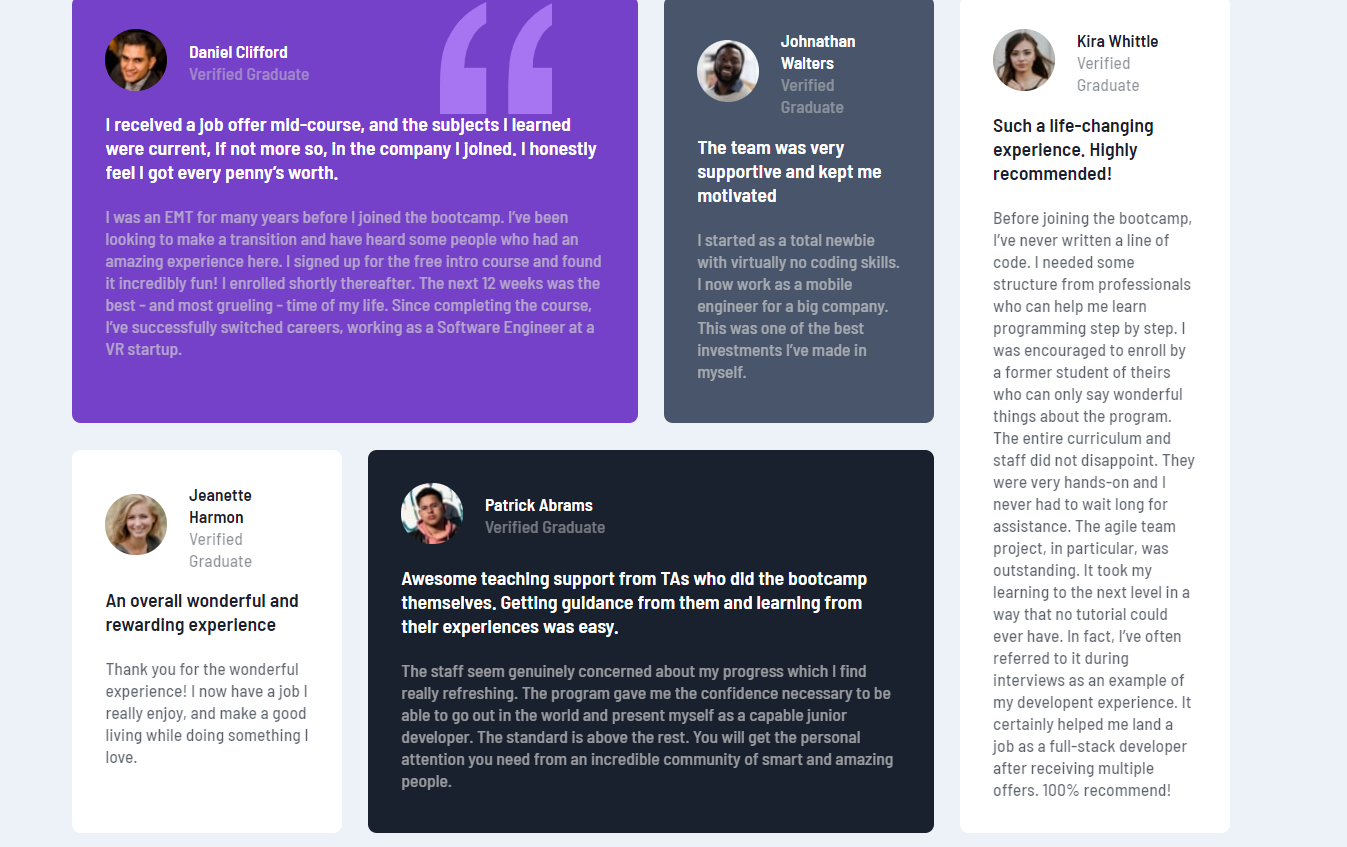 Daniel Clifford
Verified Graduate
I received a job offer mid-course, and the subjects I learned
were current, if not more so, in the company I joined. I honestly
feel I got every penny’s worth.
I was an EMT for many years before I joined the bootcamp. I’ve been
looking to make a transition and have heard some people who had an
amazing experience here. I signed up for the free intro course and found
it incredibly fun! I enrolled shortly thereafter. The next 12 weeks was the
best - and most grueling - time of my life. Since completing the course,
I’ve successfully switched careers, working as a Software Engineer at a
VR startup.
Johnathan
Walters
Verified
Graduate
The team was very
supportive and kept me
motivated
I started as a total newbie
with virtually no coding skills.
I now work as a mobile
engineer for a big company.
This was one of the best
investments I’ve made in
myself.
Kira Whittle
Verified
Graduate
Such a life-changing
experience. Highly
recommended!
Before joining the bootcamp,
I’ve never written a line of
code. I needed some
structure from professionals
who can help me learn
programming step by step. I
was encouraged to enroll by
a former student of theirs
who can only say wonderful
things about the program.
The entire curriculum and
staff did not disappoint. They
were very hands-on and I
never had to wait long for
assistance. The agile team
project, in particular, was
outstanding. It took my
learning to the next level in a
way that no tutorial could
ever have. In fact, I’ve often
referred to it during
interviews as an example of
my developent experience. It
certainly helped me land a
job as a full-stack developer
after receiving multiple
offers. 100% recommend!
Jeanette
Harmon
Verified
Graduate
An overall wonderful and
rewarding experience
Thank you for the wonderful
experience! I now have a job I
really enjoy, and make a good
living while doing something I
love.
Patrick Abrams
Verified Graduate
Awesome teaching support from TAs who did the bootcamp
themselves. Getting guidance from them and learning from
their experiences was easy.
The staff seem genuinely concerned about my progress which I find
really refreshing. The program gave me the confidence necessary to be
able to go out in the world and present myself as a capable junior
developer. The standard is above the rest. You will get the personal
attention you need from an incredible community of smart and amazing
people.